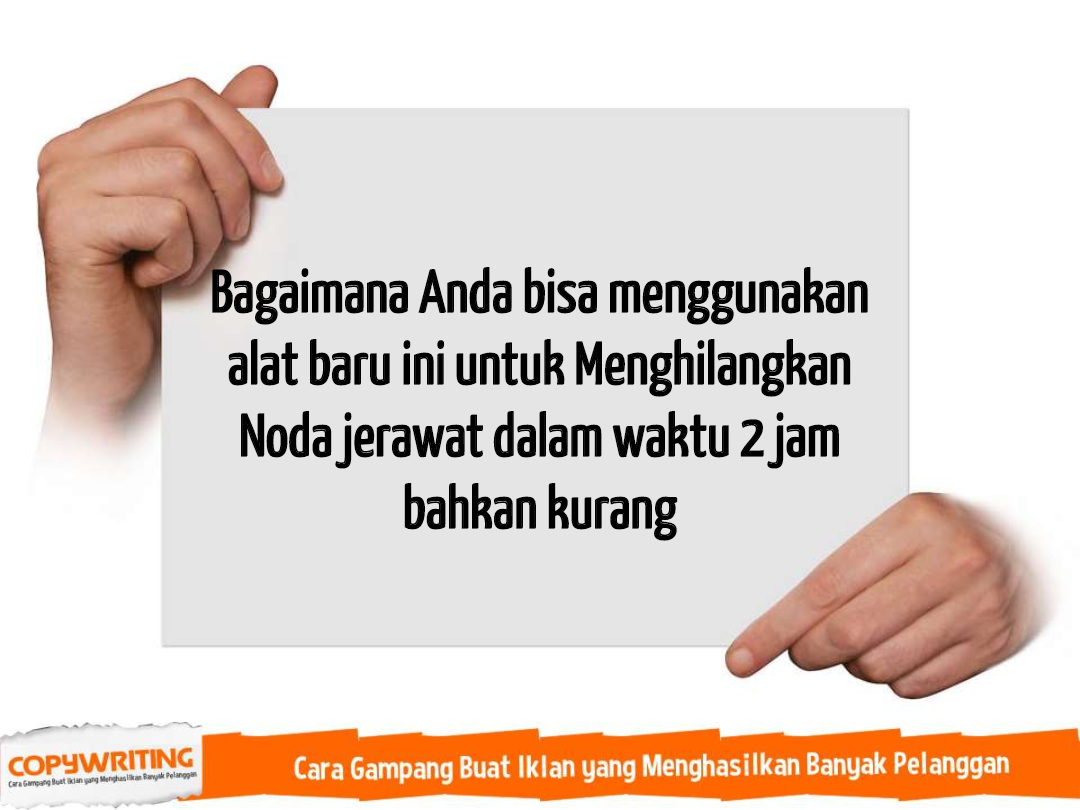 Bagaimana Anda bisa menggunakan
alat baru ini untuk Menghilangkan
Noda jerawat dalam waktu 2 jam
bahkan kurang
COPYWRITING
Cara Gampang Buat Iklan yang Menghasilkan Banyak Pelanggan
Cara Gampang Buat Iklan yang Menghasilkan Banyak Pelanggan